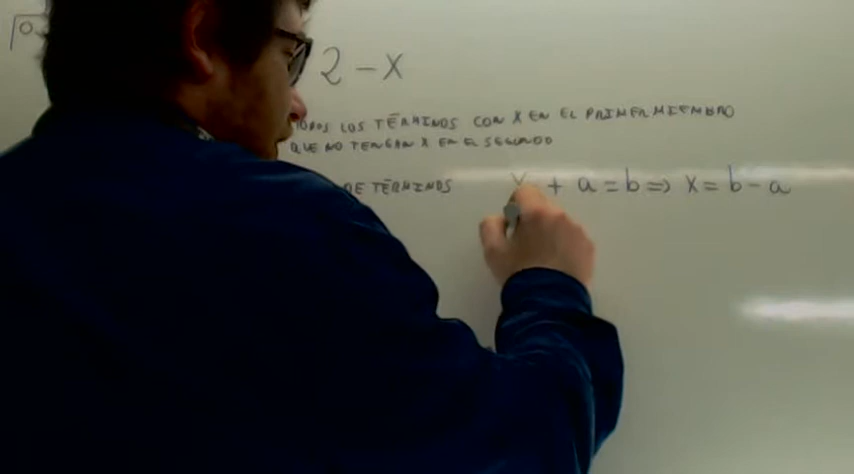 2 - X
TODOS LOS TÉRMINOS CON X EN EL PRIMER MIEMBRO
QUE NO TENGAN X EN EL SEGUNDO
DE TÉRMINOS X + a = b ⇒ X = b - a